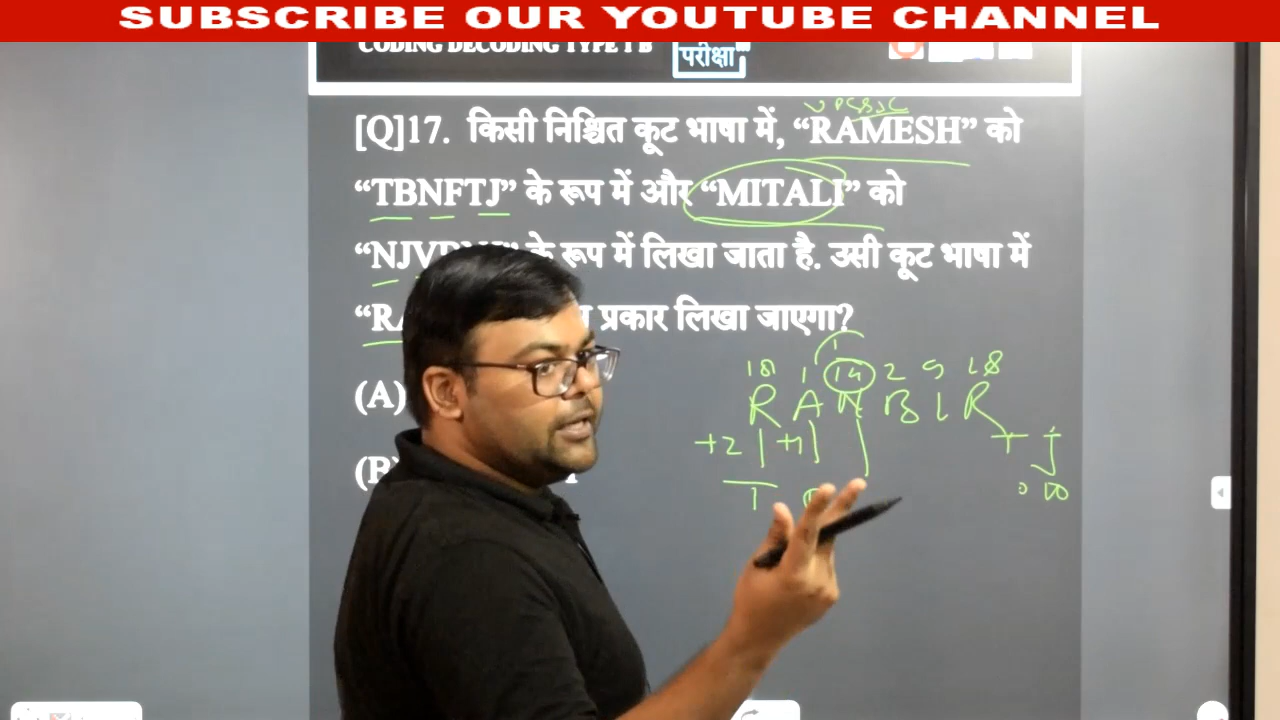 SUBSCRIBE OUR YOUTUBE CHANNEL
CODING DECODING TYPE I B
परीक्षा
UPSSSC
[Q]17. किसी निश्चित कूट भाषा में, “RAMESH” को
“TBNFTJ” के रूप में और “MITALI” को
“NJV के रूप में लिखा जाता है. उसी कूट भाषा में
“RA प्रकार लिखा जाएगा?
(A)
(B)
18 1 14 2 9 18
R A N B I R
+2 +1
T